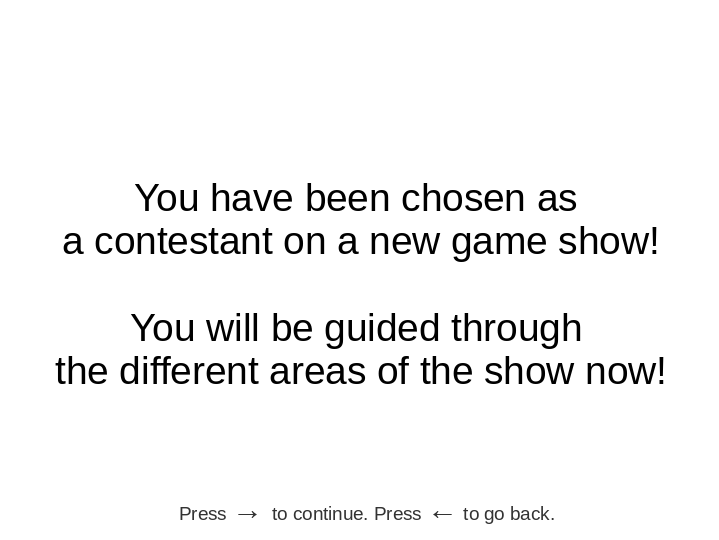 You have been chosen as
a contestant on a new game show!
You will be guided through
the different areas of the show now!
Press → to continue. Press ← to go back.